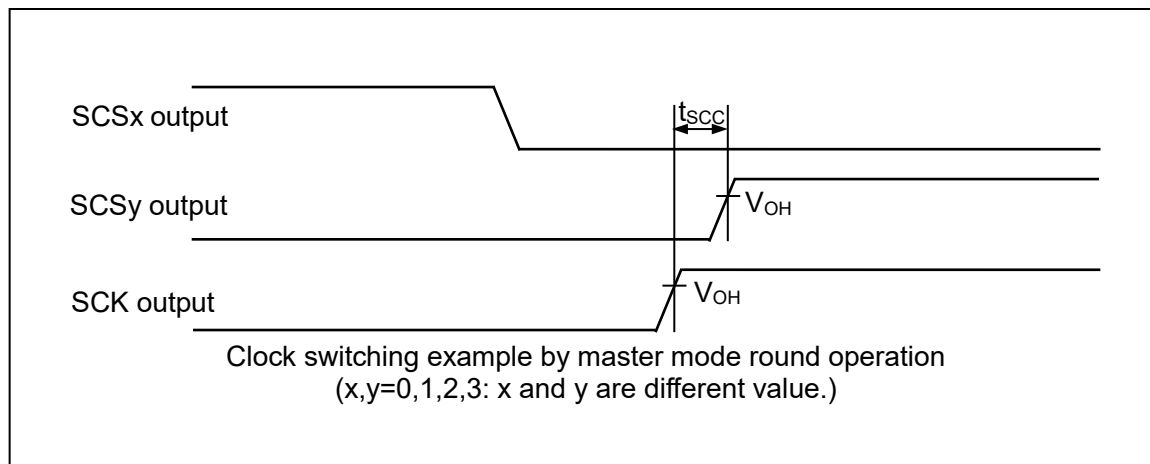 SCSx output
tSCC
SCSy output
VOH
SCK output
VOH
Clock switching example by master mode round operation
(x,y=0,1,2,3: x and y are different value.)